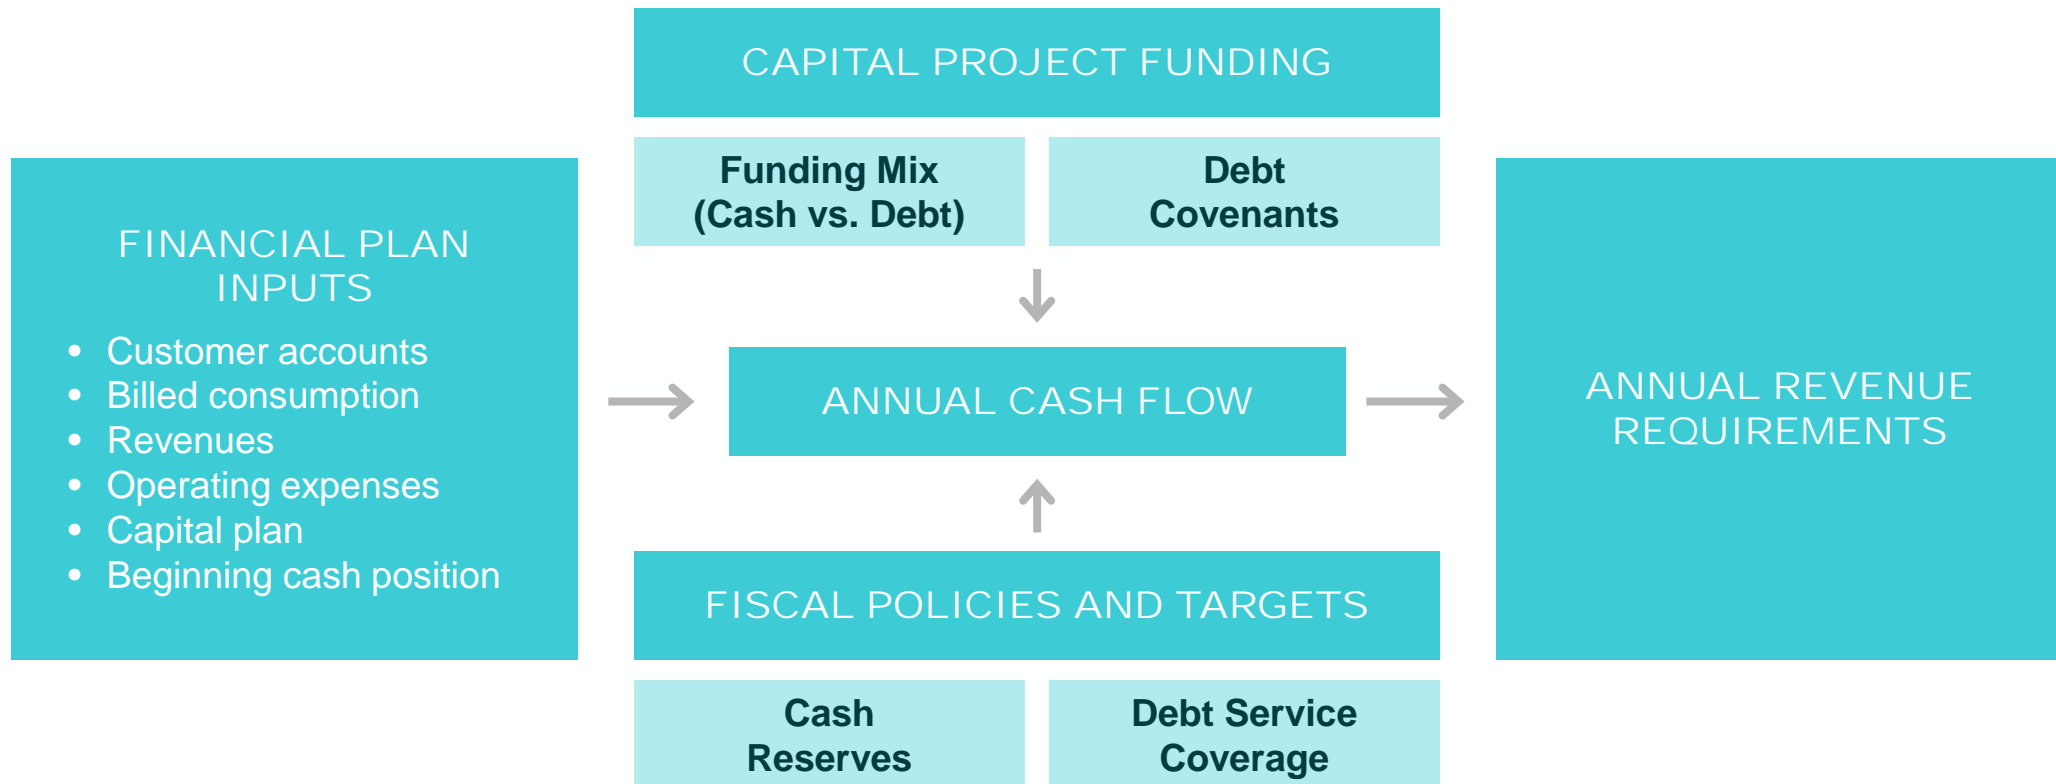 CAPITAL PROJECT FUNDING
Funding Mix
(Cash vs. Debt)
Debt
Covenants
FINANCIAL PLAN
INPUTS
• Customer accounts
• Billed consumption
• Revenues
• Operating expenses
• Capital plan
• Beginning cash position
ANNUAL CASH FLOW
ANNUAL REVENUE
REQUIREMENTS
FISCAL POLICIES AND TARGETS
Cash
Reserves
Debt Service
Coverage